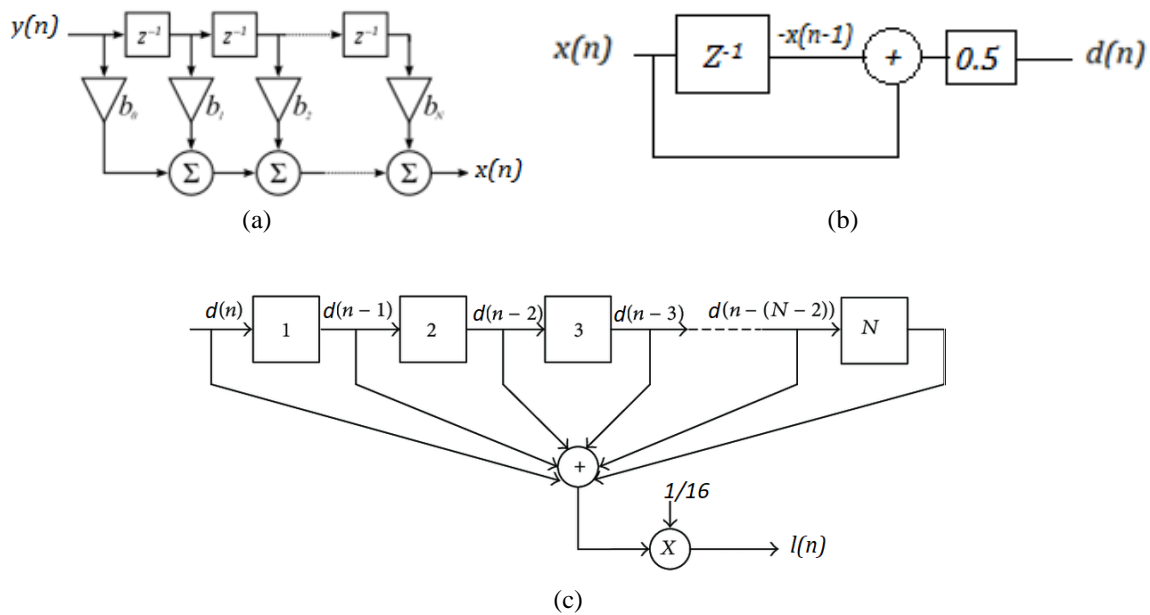 y(n) z⁻¹ z⁻¹ z⁻¹
b₀ b₁ b₂ b_N
Σ Σ Σ x(n)
(a)
x(n) Z⁻¹ -x(n-1) + 0.5 d(n)
(b)
d(n) 1 d(n − 1) 2 d(n − 2) 3 d(n − 3) d(n − (N − 2)) N
+
1/16
X l(n)
(c)